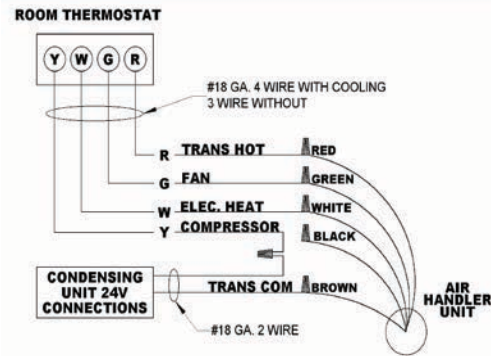 ROOM THERMOSTAT
Y W G R
#18 GA. 4 WIRE WITH COOLING
3 WIRE WITHOUT
R TRANS HOT RED
G FAN GREEN
W ELEC. HEAT WHITE
Y COMPRESSOR
BLACK
CONDENSING
UNIT 24V
CONNECTIONS
TRANS COM BROWN
AIR
HANDLER
UNIT
#18 GA. 2 WIRE